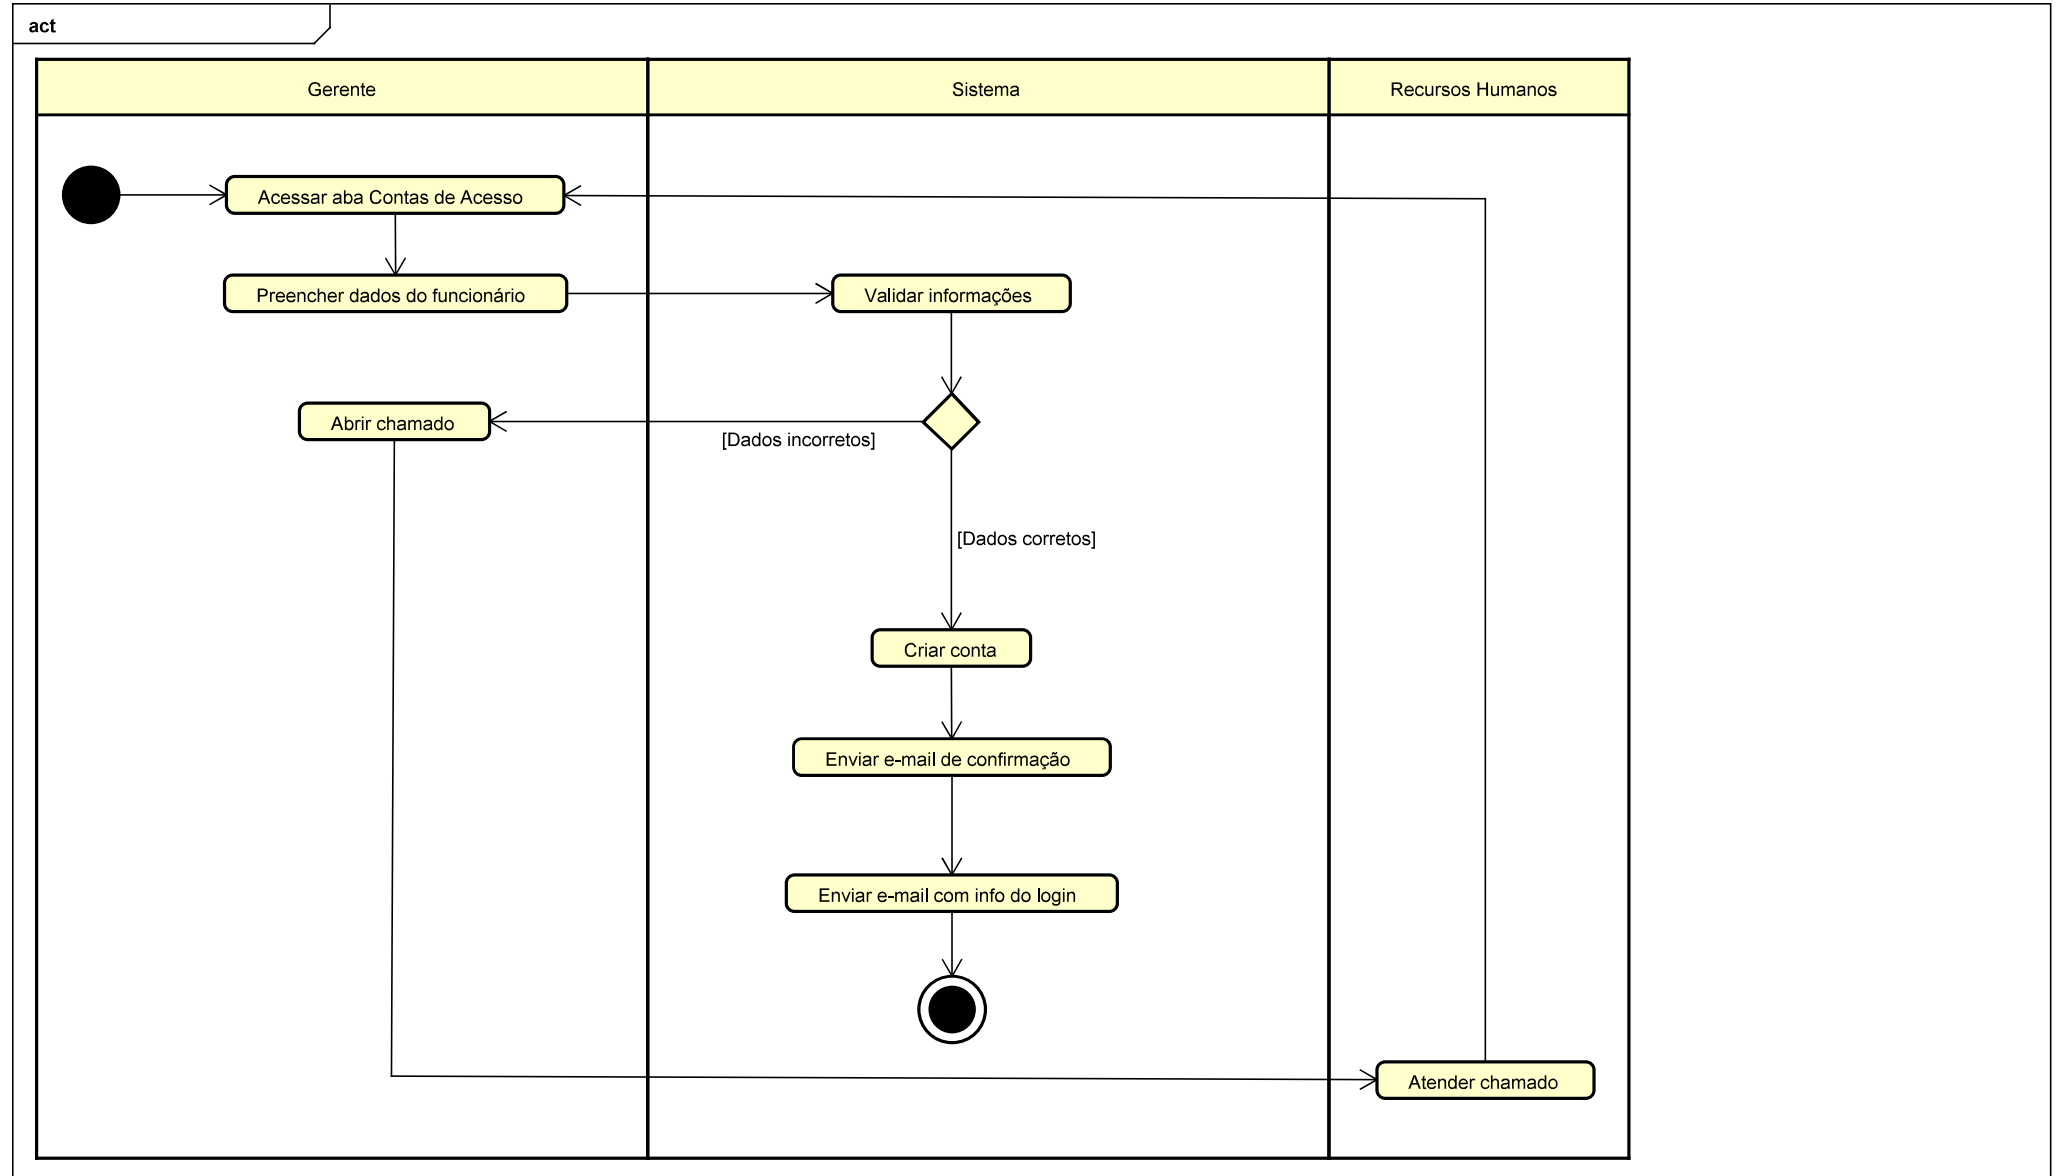 act
Gerente
Sistema
Recursos Humanos
Acessar aba Contas de Acesso
Preencher dados do funcionário
Validar informações
Abrir chamado
[Dados incorretos]
[Dados corretos]
Criar conta
Enviar e-mail de confirmação
Enviar e-mail com info do login
Atender chamado